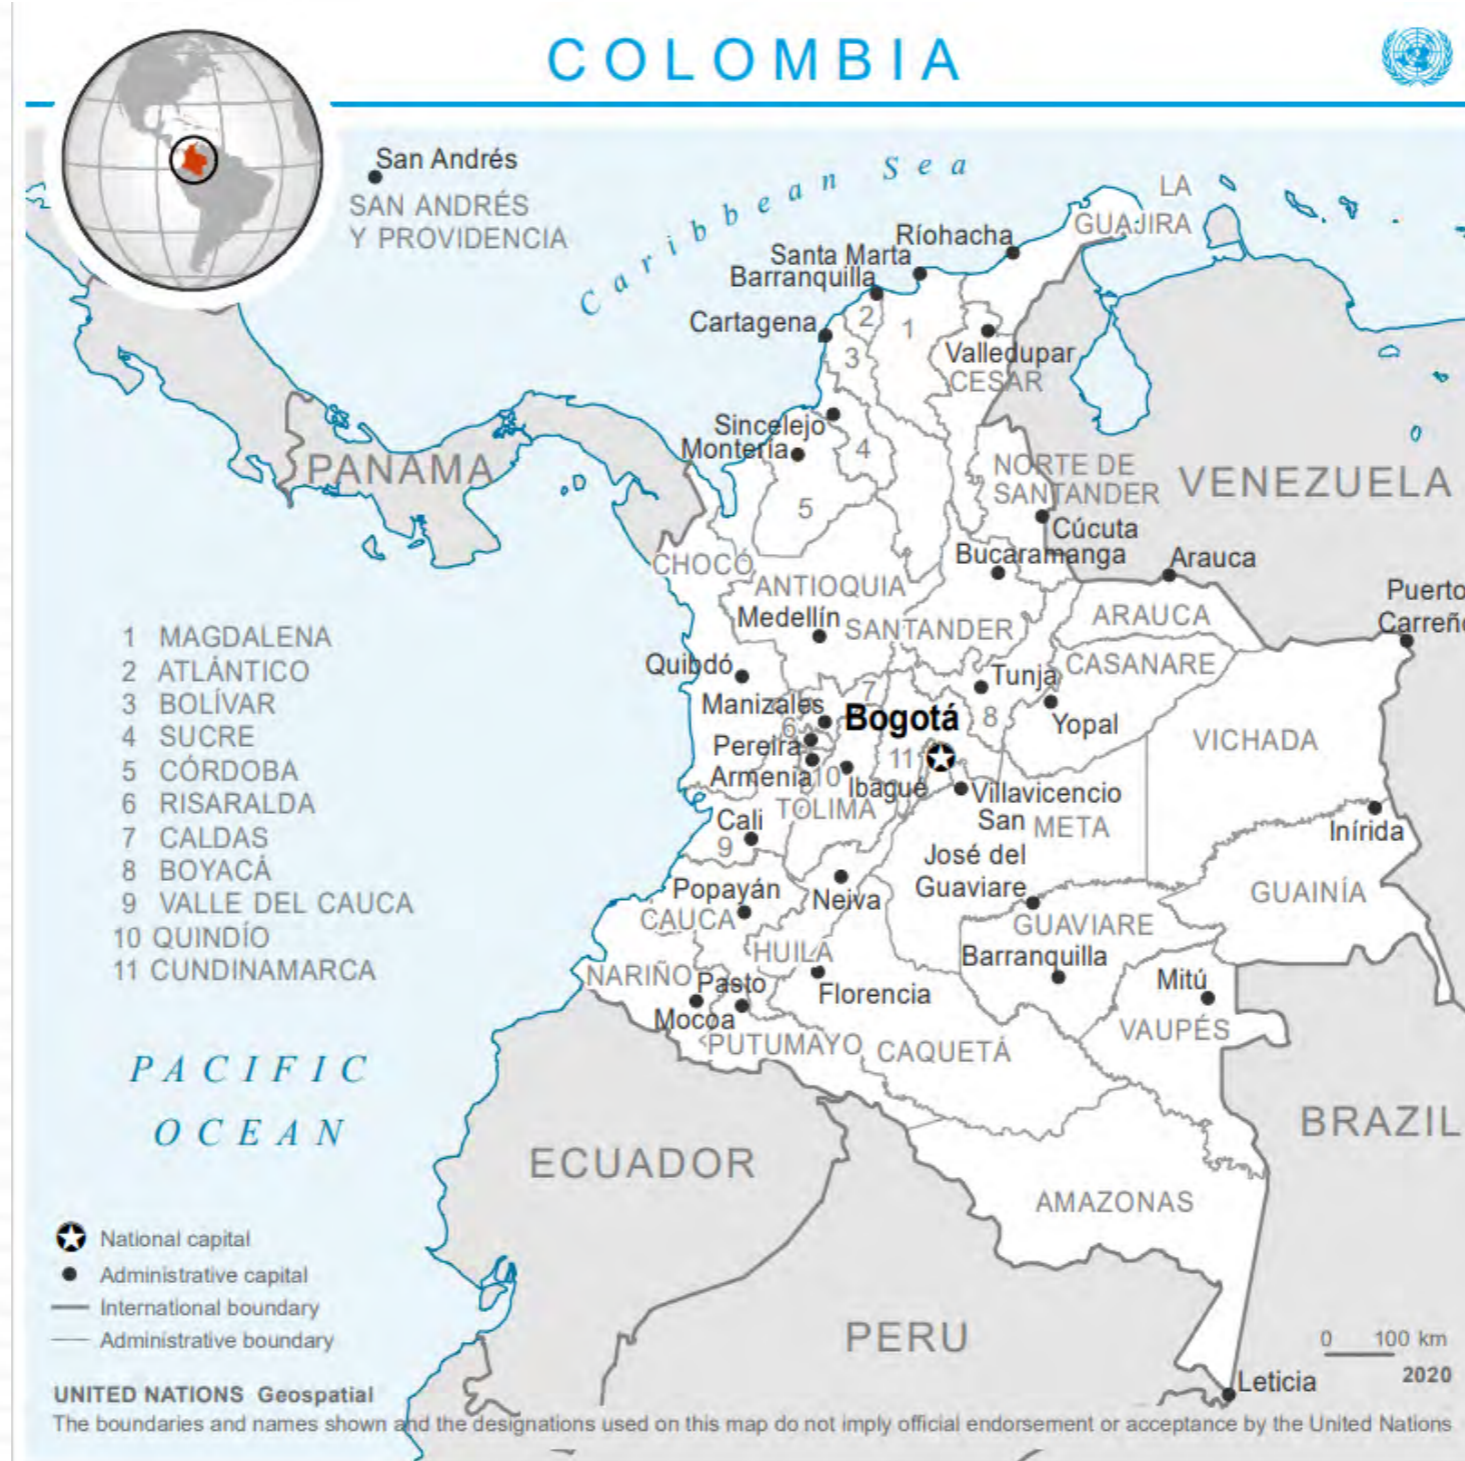 COLOMBIA
San Andrés
SAN ANDRÉS
Y PROVIDENCIA
Caribbean Sea
LA
GUAJIRA
Ríohacha
Santa Marta
Barranquilla
Cartagena
2
1
3
Valledupar
CESAR
Sincelejo
Montería
4
5
PANAMA
NORTE DE
SANTANDER
VENEZUELA
Cúcuta
Bucaramanga
Arauca
CHOCÓ
ANTIOQUIA
Medellín
SANTANDER
ARAUCA
Puerto
Carreño
Quibdó
Tunja
CASANARE
Manizales
7
Bogotá
8
Yopal
6
Pereira
11
VICHADA
Armenia
10
Ibagué
Villavicencio
TOLIMA
Cali
9
San
META
José del
Guaviare
Inírida
Popayán
Neiva
GUAINÍA
CAUCA
GUAVIARE
HUILA
Barranquilla
NARIÑO
Pasto
Florencia
Mitú
Mocoa
PUTUMAYO
CAQUETÁ
VAUPÉS
1 MAGDALENA
2 ATLÁNTICO
3 BOLÍVAR
4 SUCRE
5 CÓRDOBA
6 RISARALDA
7 CALDAS
8 BOYACÁ
9 VALLE DEL CAUCA
10 QUINDÍO
11 CUNDINAMARCA
PACIFIC
OCEAN
ECUADOR
BRAZIL
AMAZONAS
PERU
Leticia
National capital
Administrative capital
International boundary
Administrative boundary
0 100 km
2020
UNITED NATIONS Geospatial
The boundaries and names shown and the designations used on this map do not imply official endorsement or acceptance by the United Nations